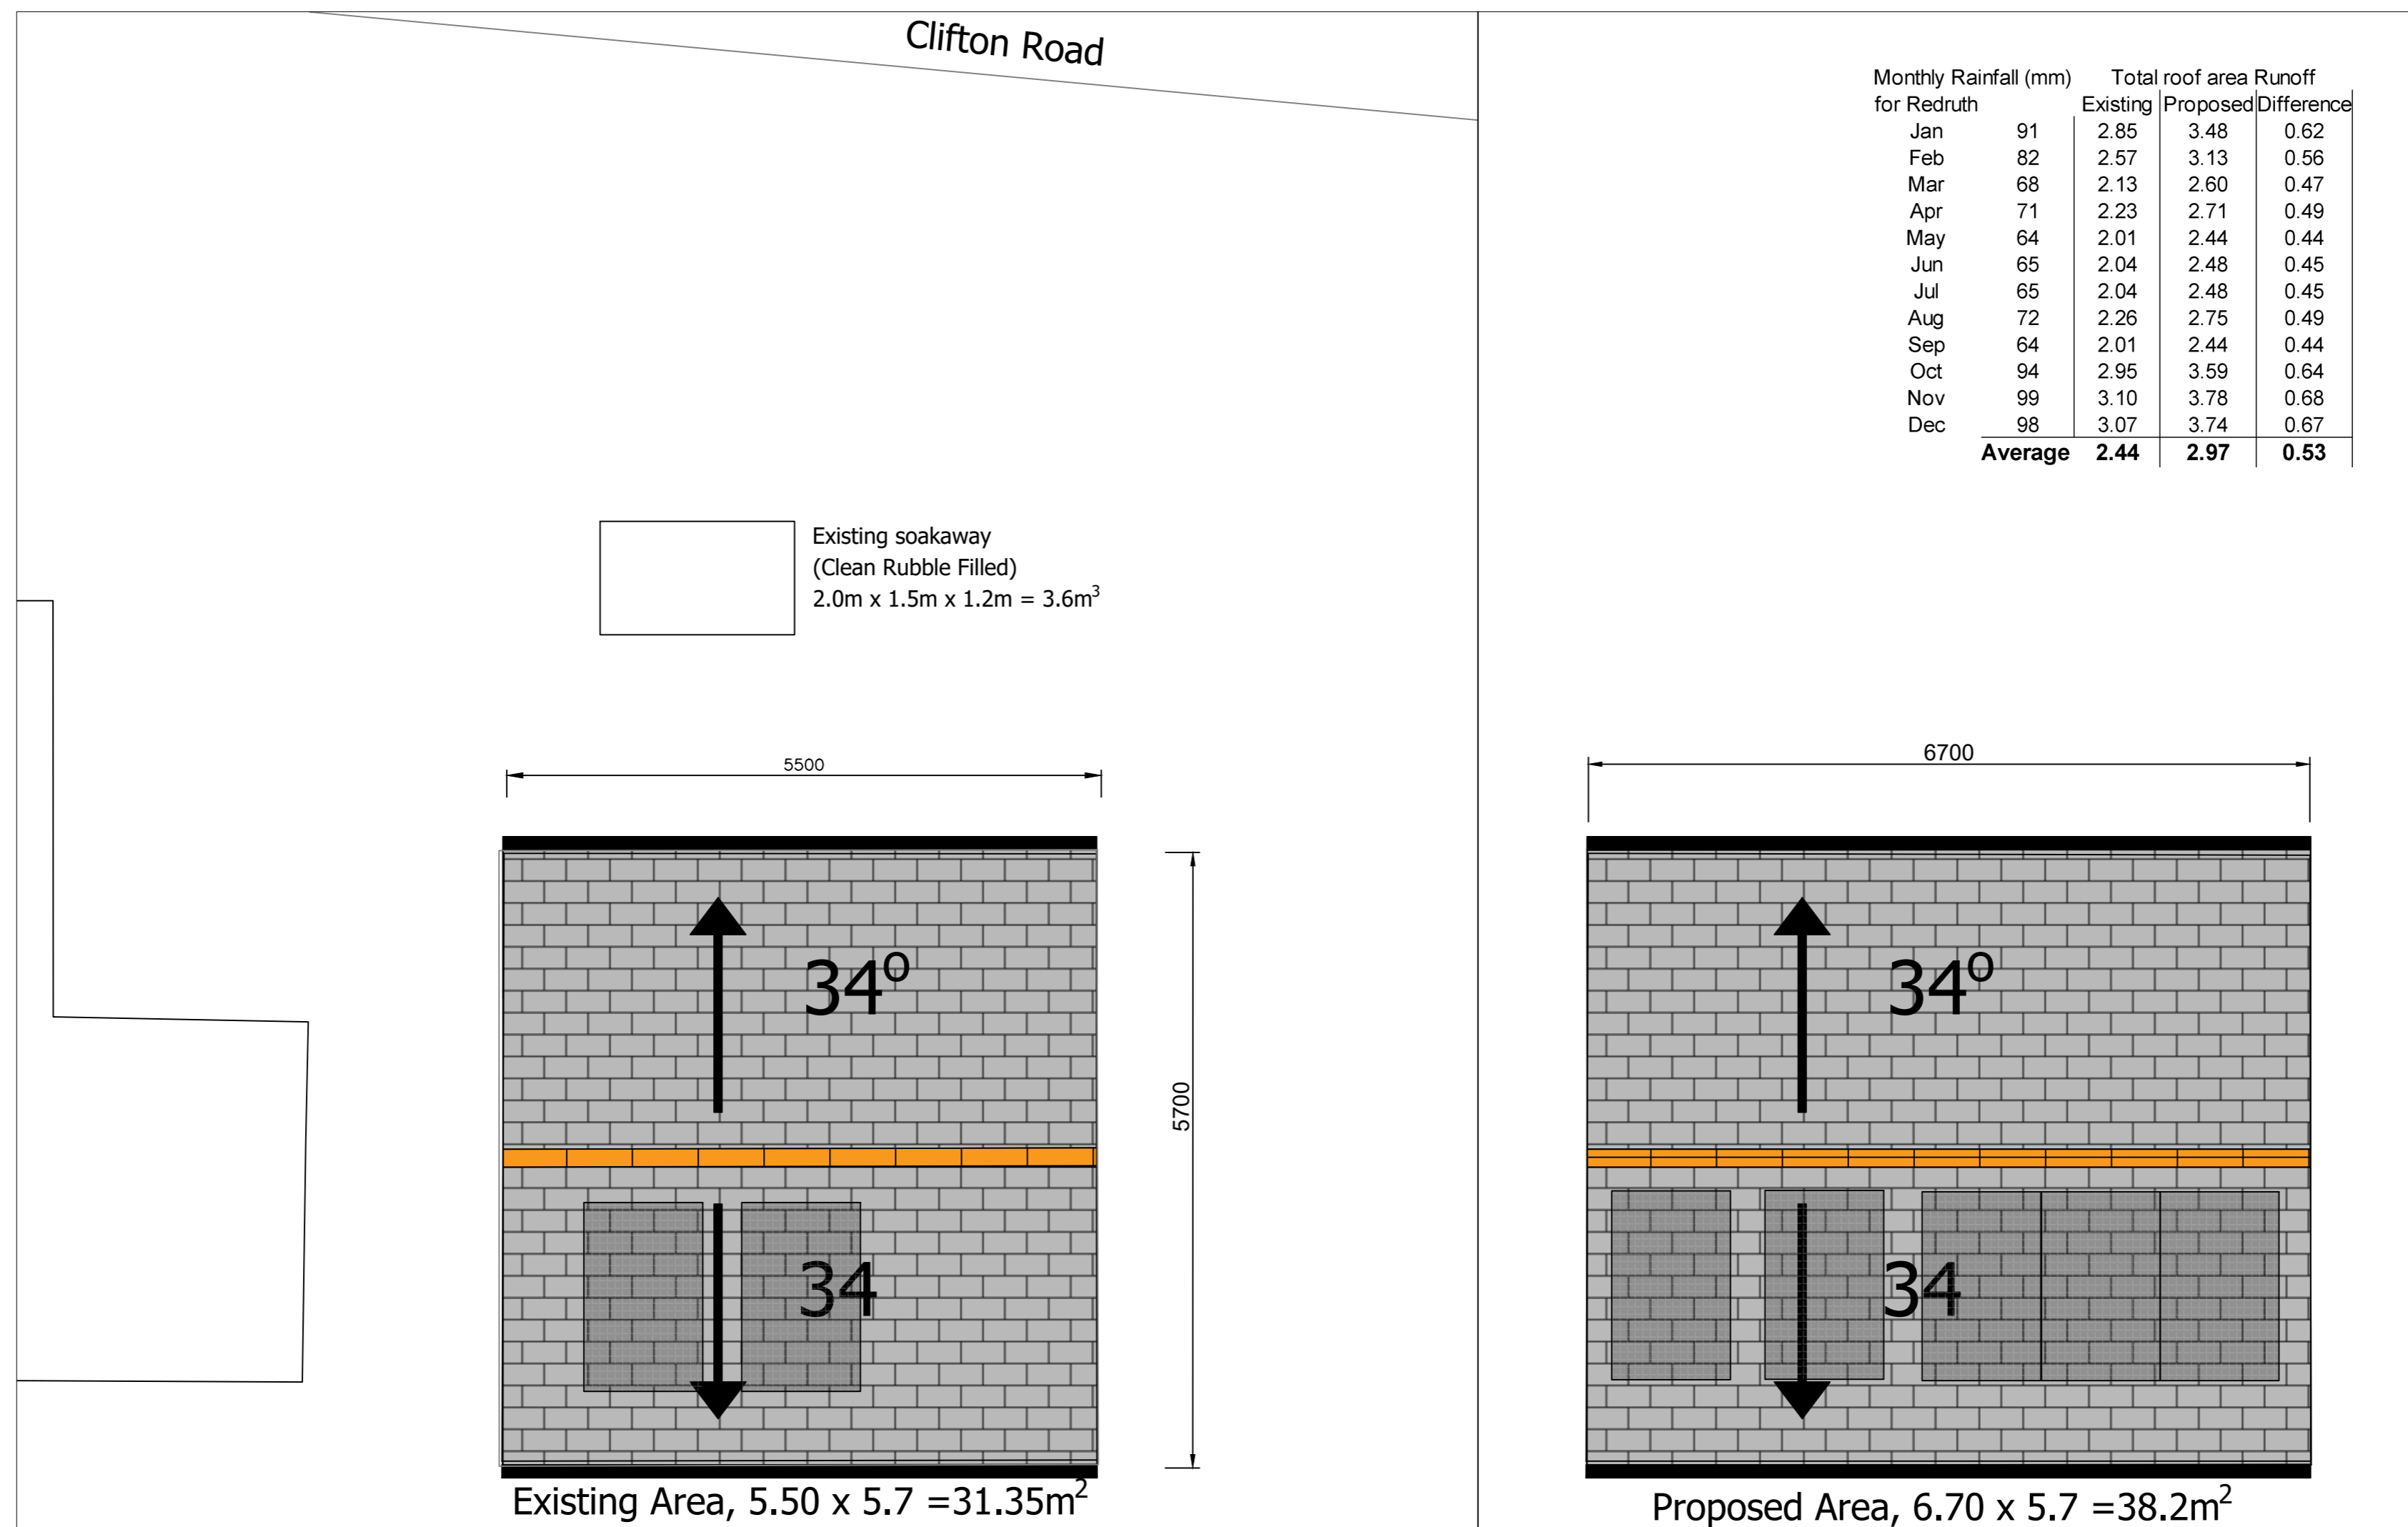 Clifton Road
Monthly Rainfall (mm) Total roof area Runoff
for Redruth Existing Proposed Difference
Jan 91 2.85 3.48 0.62
Feb 82 2.57 3.13 0.56
Mar 68 2.13 2.60 0.47
Apr 71 2.23 2.71 0.49
May 64 2.01 2.44 0.44
Jun 65 2.04 2.48 0.45
Jul 65 2.04 2.48 0.45
Aug 72 2.26 2.75 0.49
Sep 64 2.01 2.44 0.44
Oct 94 2.95 3.59 0.64
Nov 99 3.10 3.78 0.68
Dec 98 3.07 3.74 0.67
Average 2.44 2.97 0.53
Existing soakaway
(Clean Rubble Filled)
2.0m x 1.5m x 1.2m = 3.6m³
5500
6700
34º
34º
5700
34
34
Existing Area, 5.50 x 5.7 =31.35m²
Proposed Area, 6.70 x 5.7 =38.2m²